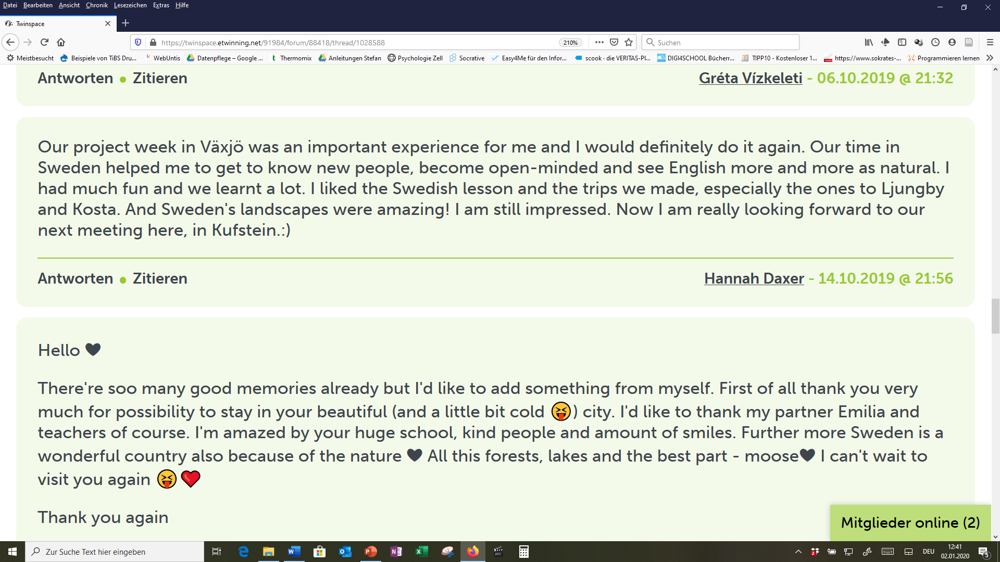 Datei Bearbeiten Ansicht Chronik Lesezeichen Extras Hilfe
Twinspace
https://twinspace.etwinning.net/91984/forum/88418/thread/1028588 210% Suchen
Meistbesucht Beispiele von TiBS Dru... WebUntis Datenpflege – Google ... Thermomix Anleitungen Stefan Psychologie Zell Socrative Easy4Me für den Infor... scook · die VERITAS-Pl... DIGI4SCHOOL Bücherr... TIPP10 - Kostenloser 1... https://www.sokrates-... Programmieren lernen
Antworten ● Zitieren Gréta Vízkeleti - 06.10.2019 @ 21:32
Our project week in Växjö was an important experience for me and I would definitely do it again. Our time in
Sweden helped me to get to know new people, become open-minded and see English more and more as natural. I
had much fun and we learnt a lot. I liked the Swedish lesson and the trips we made, especially the ones to Ljungby
and Kosta. And Sweden's landscapes were amazing! I am still impressed. Now I am really looking forward to our
next meeting here, in Kufstein.:)
Antworten ● Zitieren Hannah Daxer - 14.10.2019 @ 21:56
Hello ♥
There're soo many good memories already but I'd like to add something from myself. First of all thank you very
much for possibility to stay in your beautiful (and a little bit cold 😝) city. I'd like to thank my partner Emilia and
teachers of course. I'm amazed by your huge school, kind people and amount of smiles. Further more Sweden is a
wonderful country also because of the nature ♥ All this forests, lakes and the best part - moose♥ I can't wait to
visit you again 😝❤️
Thank you again
Mitglieder online (2)
Zur Suche Text hier eingeben
DEU 12:41
02.01.2020 5